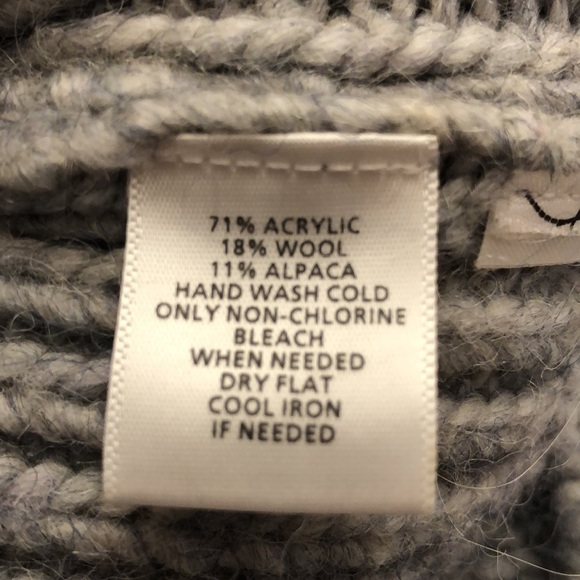 71% ACRYLIC
18% WOOL
11% ALPACA
HAND WASH COLD
ONLY NON-CHLORINE
BLEACH
WHEN NEEDED
DRY FLAT
COOL IRON
IF NEEDED